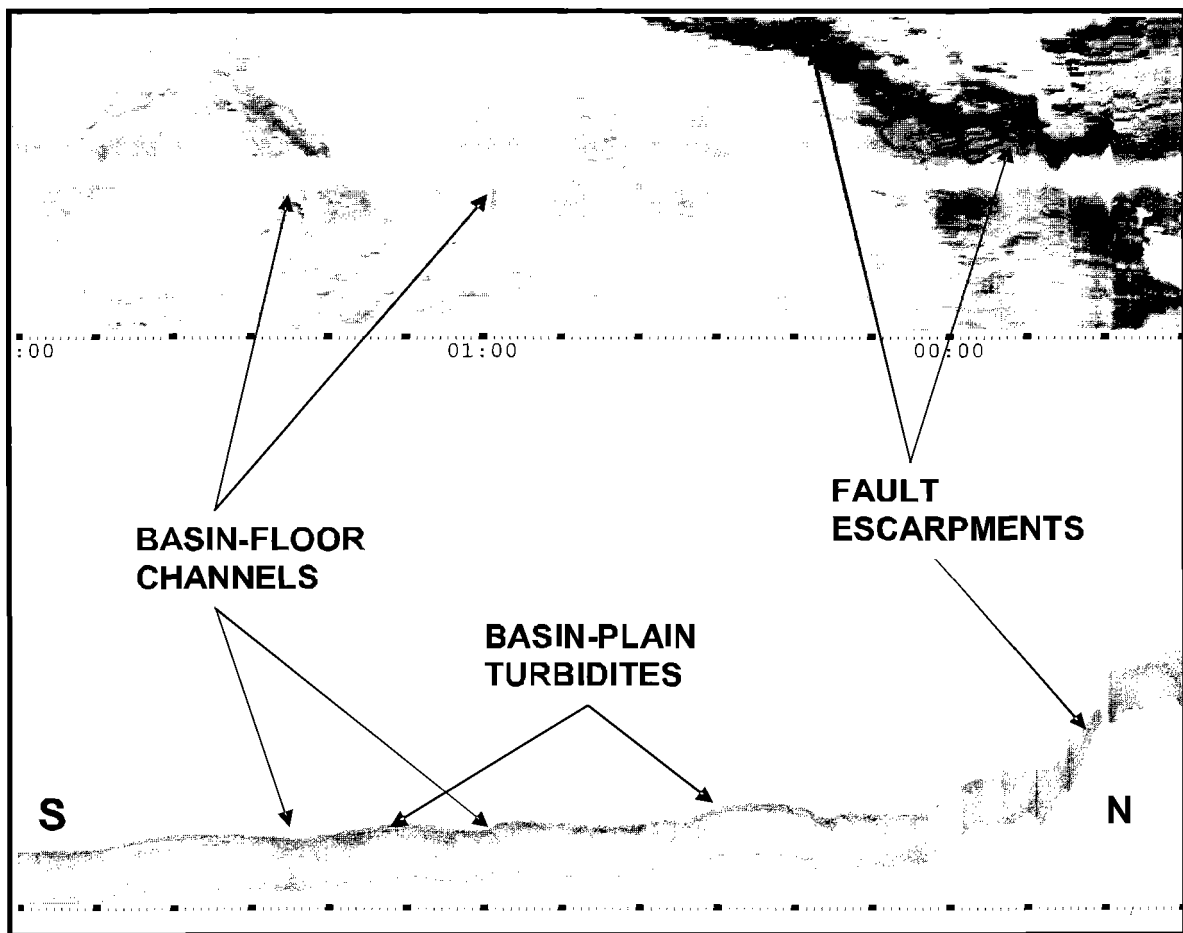 :00
01:00
00:00
BASIN-FLOOR
CHANNELS
FAULT
ESCARPMENTS
BASIN-PLAIN
TURBIDITES
S
N